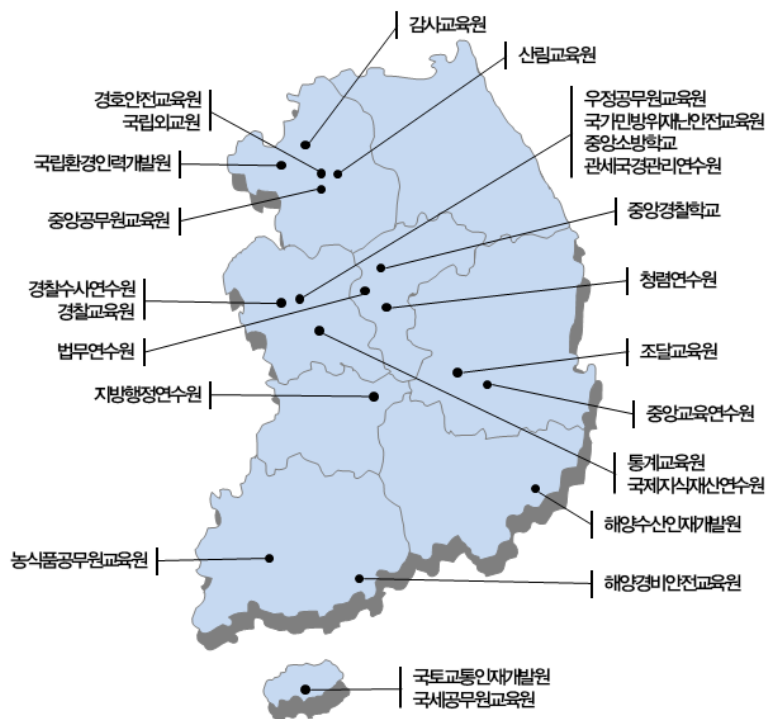 감사교육원
산림교육원
경호안전교육원
국립외교원
우정공무원교육원
국가민방위재난안전교육원
중앙소방학교
관세국경관리연수원
국립환경인력개발원
중앙공무원교육원
중앙경찰학교
경찰수사연수원
경찰교육원
청렴연수원
법무연수원
조달교육원
지방행정연수원
중앙교육연수원
통계교육원
국제지식재산연수원
해양수산인재개발원
농식품공무원교육원
해양경비안전교육원
국토교통인재개발원
국세공무원교육원